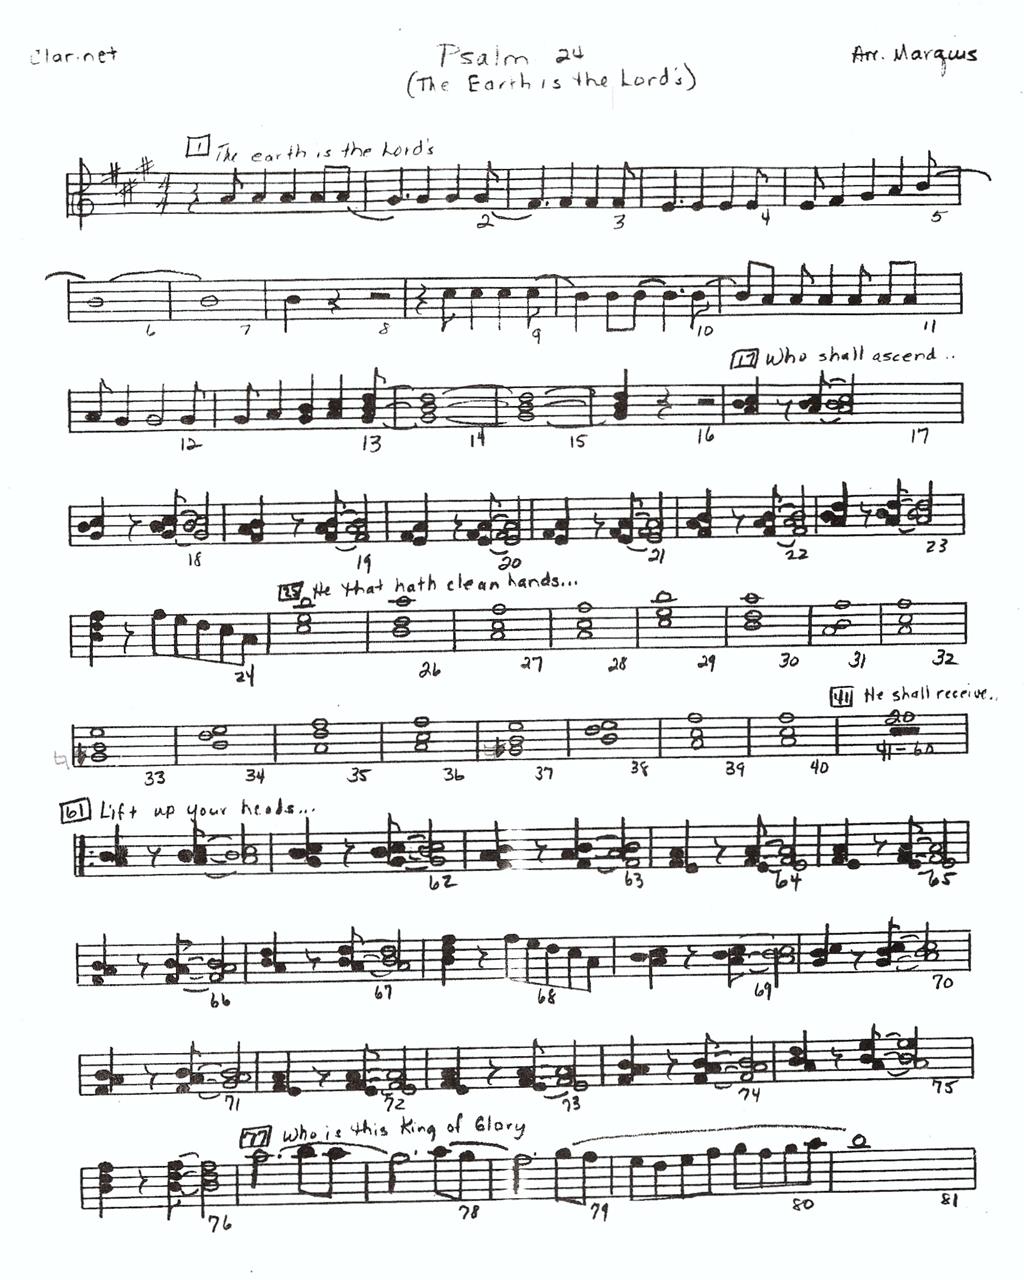 Clarinet Psalm 24 Arr. Marquis
(The Earth is the Lord's)
1 The earth is the Lord's
2 3 4 5
6 7 8 9 10 11
17 Who shall ascend..
12 13 14 15 16 17
18 19 20 21 22 23
25 He that hath clean hands...
24 26 27 28 29 30 31 32
41 He shall receive..
20
41-60
33 34 35 36 37 38 39 40
61 Lift up your heads...
62 63 64 65
66 67 68 69 70
71 72 73 74 75
77 Who is this King of Glory
76 78 79 80 81